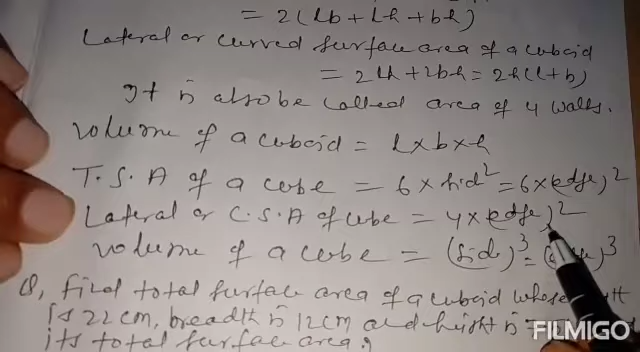 = 2(lb + lh + bh)
Lateral or curved surface area of a cuboid
= 2lh + 2bh = 2h(l+b)
It is also be called area of 4 walls.
Volume of a cuboid = l×b×h
T.S.A of a cube = 6×sid² = 6×(edge)²
Lateral or C.S.A of cube = 4×(edge)²
Volume of a cube = (side)³ = ( )³
Q, find total surface area of a cuboid whose
is 22 cm, breadth is 12 cm and height is 7
its total surface area?
FILMIGO